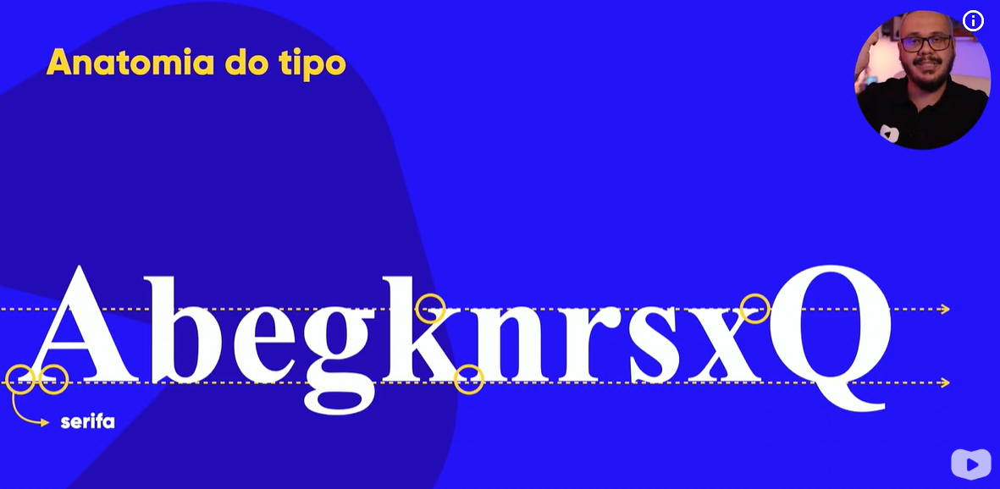 Anatomia do tipo
AbegknrsxQ
serifa